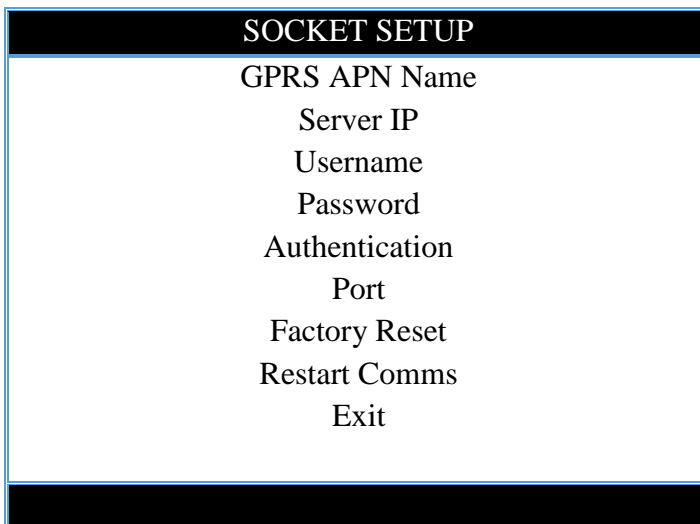 SOCKET SETUP
GPRS APN Name
Server IP
Username
Password
Authentication
Port
Factory Reset
Restart Comms
Exit